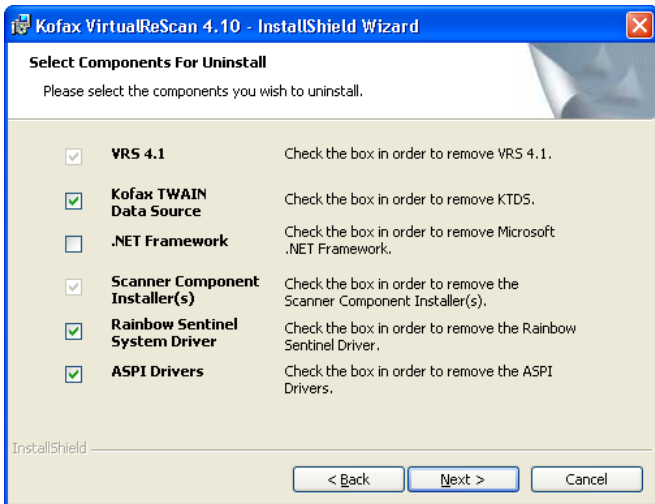 Kofax VirtualReScan 4.10 - InstallShield Wizard
Select Components For Uninstall
Please select the components you wish to uninstall.
VRS 4.1 Check the box in order to remove VRS 4.1.
Kofax TWAIN
Data Source Check the box in order to remove KTDS.
.NET Framework Check the box in order to remove Microsoft
.NET Framework.
Scanner Component Check the box in order to remove the
Installer(s) Scanner Component Installer(s).
Rainbow Sentinel Check the box in order to remove the Rainbow
System Driver Sentinel Driver.
ASPI Drivers Check the box in order to remove the ASPI
Drivers.
InstallShield
< Back Next > Cancel